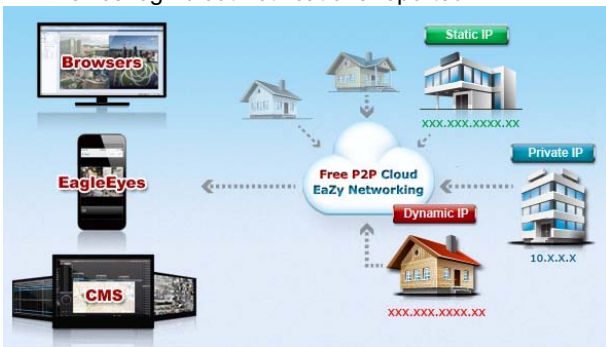 Browsers
Static IP
xxx.xxx.xxxx.xx
Private IP
Free P2P Cloud
EaZy Networking
EagleEyes
Dynamic IP
10.x.x.x
CMS
xxx.xxx.xxxx.xx